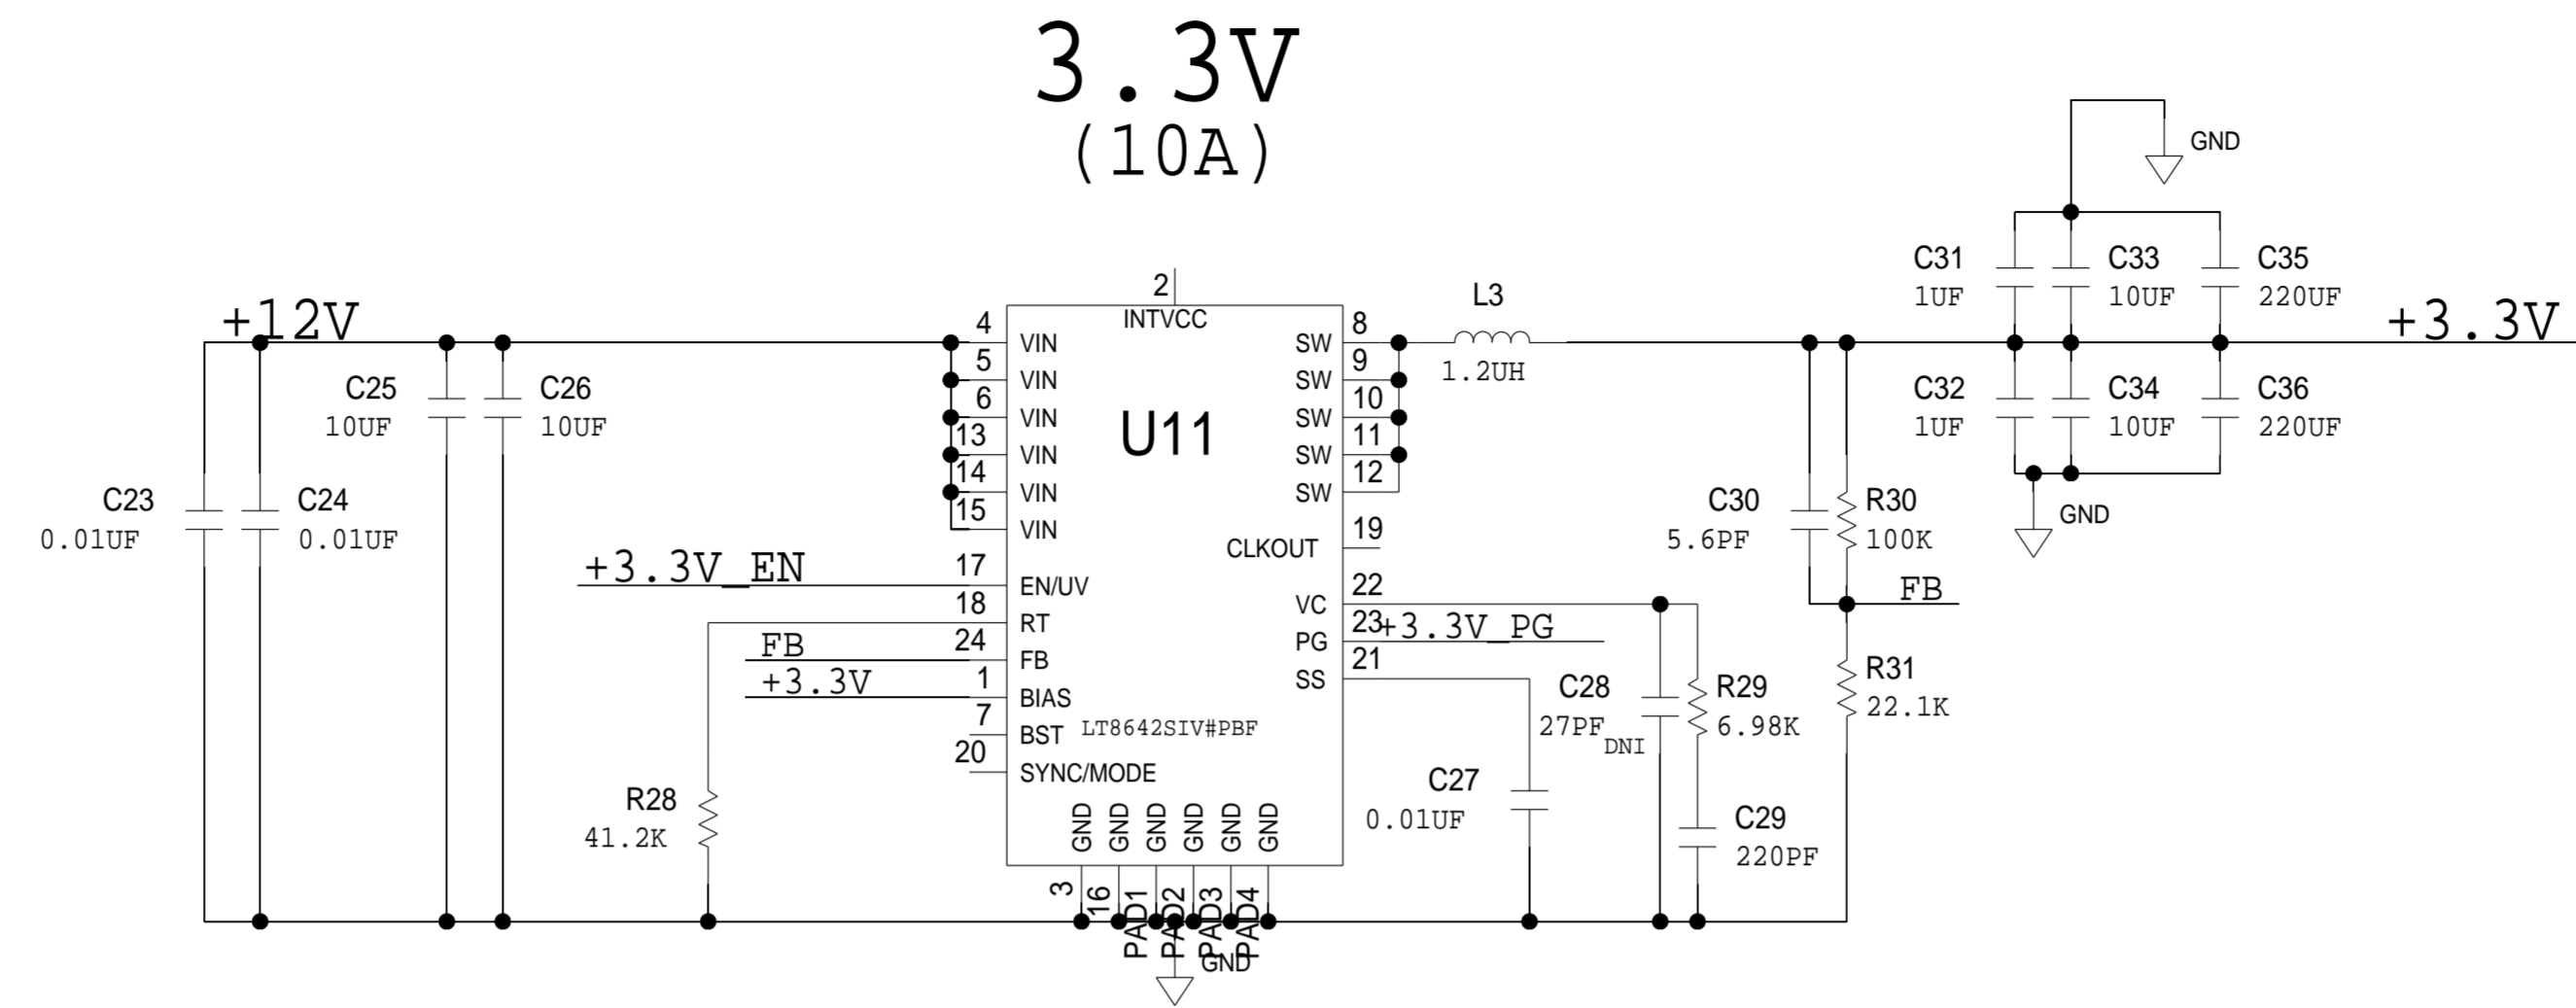 3.3V
(10A)
GND
C31
1UF
C33
10UF
C35
220UF
+12V
+3.3V
C25
10UF
C26
10UF
C23
0.01UF
C24
0.01UF
2
INTVCC
4
VIN
5
VIN
6
VIN
13
VIN
14
VIN
15
VIN
+3.3V_EN
17
EN/UV
18
RT
FB
24
FB
+3.3V
1
BIAS
7
BST
20
SYNC/MODE
U11
LT8642SIV#PBF
8
SW
9
SW
10
SW
11
SW
12
SW
19
CLKOUT
22
VC
23
+3.3V_PG
PG
21
SS
GND
GND
GND
GND
GND
GND
3
16
PAD1
PAD2
PAD3
PAD4
GND
R28
41.2K
L3
1.2UH
C27
0.01UF
C28
27PF
DNI
R29
6.98K
C29
220PF
C30
5.6PF
R30
100K
FB
R31
22.1K
C32
1UF
C34
10UF
C36
220UF
GND